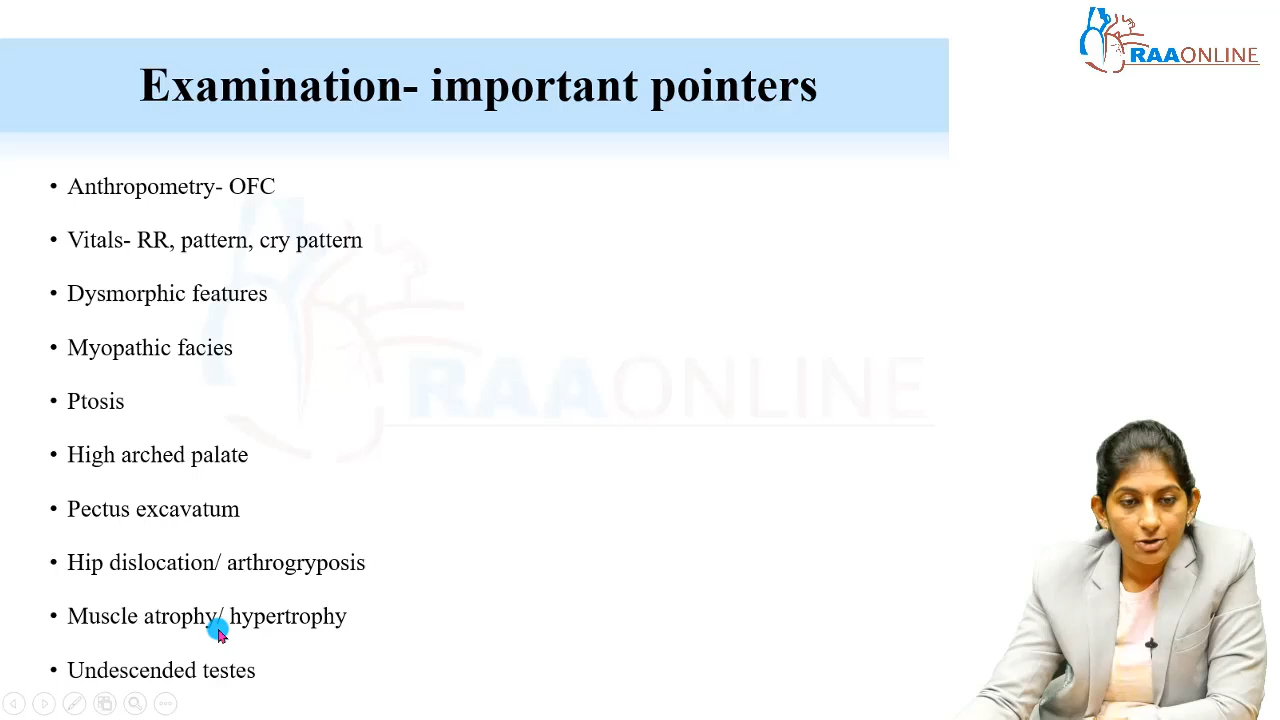 RAAONLINE
Examination- important pointers
• Anthropometry- OFC
• Vitals- RR, pattern, cry pattern
• Dysmorphic features
• Myopathic facies
• Ptosis
RAAONLINE
• High arched palate
• Pectus excavatum
• Hip dislocation/ arthrogryposis
• Muscle atrophy/ hypertrophy
• Undescended testes